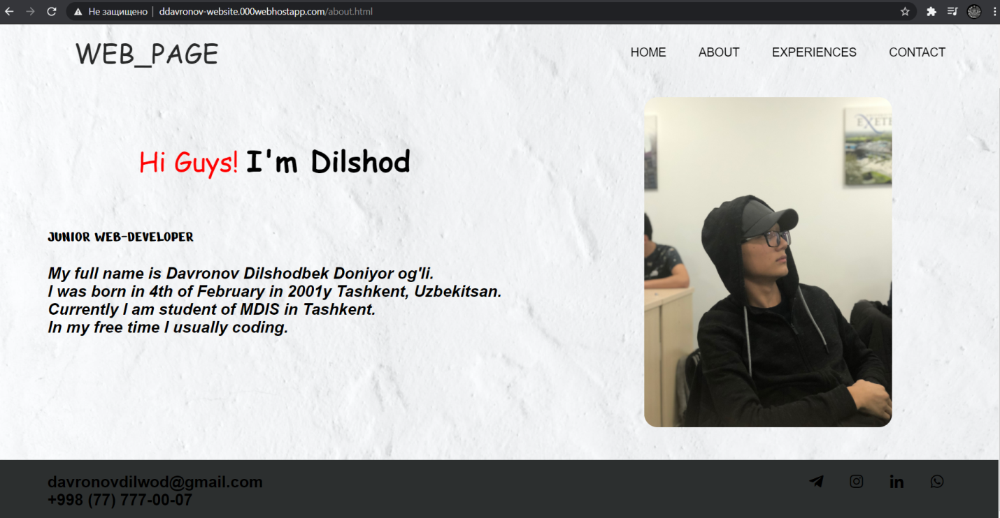 Не защищено | ddavronov-website.000webhostapp.com/about.html
WEB_PAGE
HOME ABOUT EXPERIENCES CONTACT
Hi Guys! I'm Dilshod
JUNIOR WEB-DEVELOPER
My full name is Davronov Dilshodbek Doniyor og'li.
I was born in 4th of February in 2001y Tashkent, Uzbekitsan.
Currently I am student of MDIS in Tashkent.
In my free time I usually coding.
davronovdilwod@gmail.com
+998 (77) 777-00-07